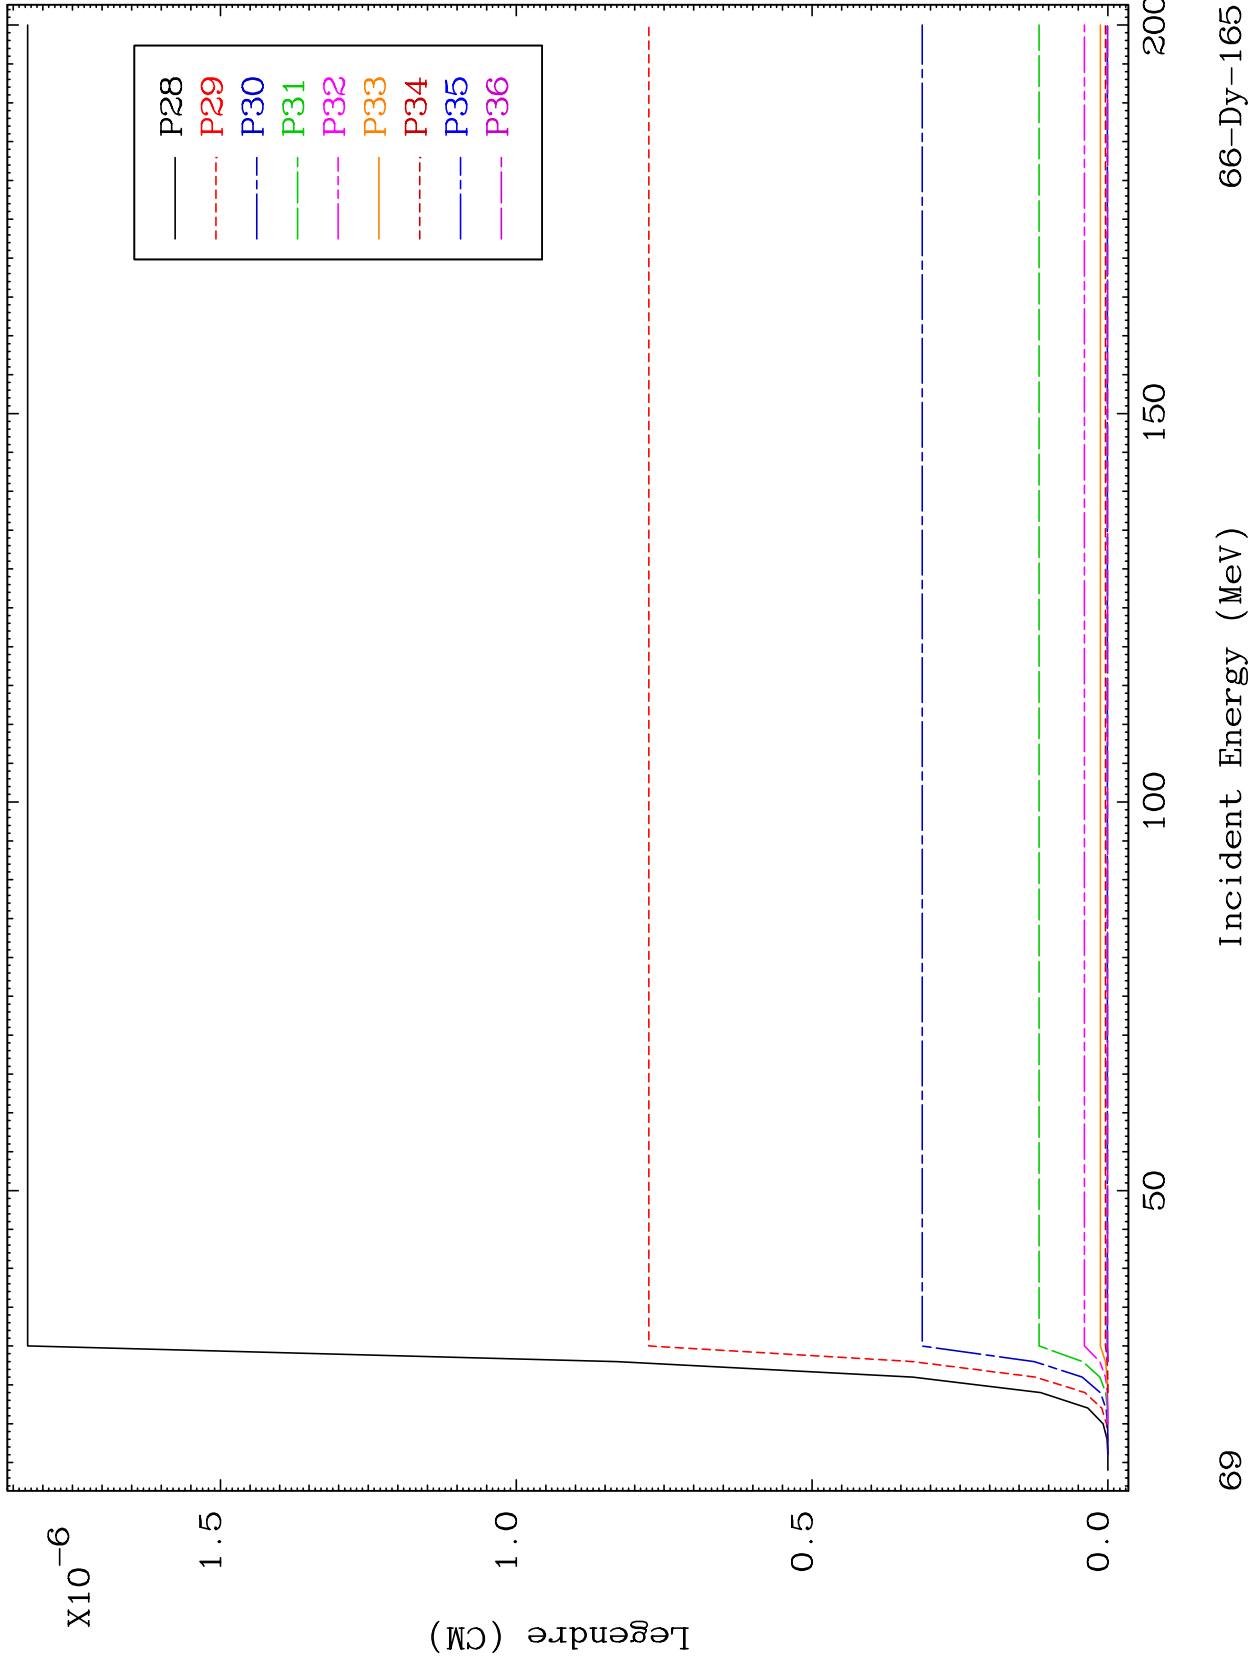 X10-6
Legendre (CM)
1.5
1.0
0.5
0.0
P28
P29
P30
P31
P32
P33
P34
P35
P36
50
100
150
200
69
Incident Energy (MeV)
66-Dy-165